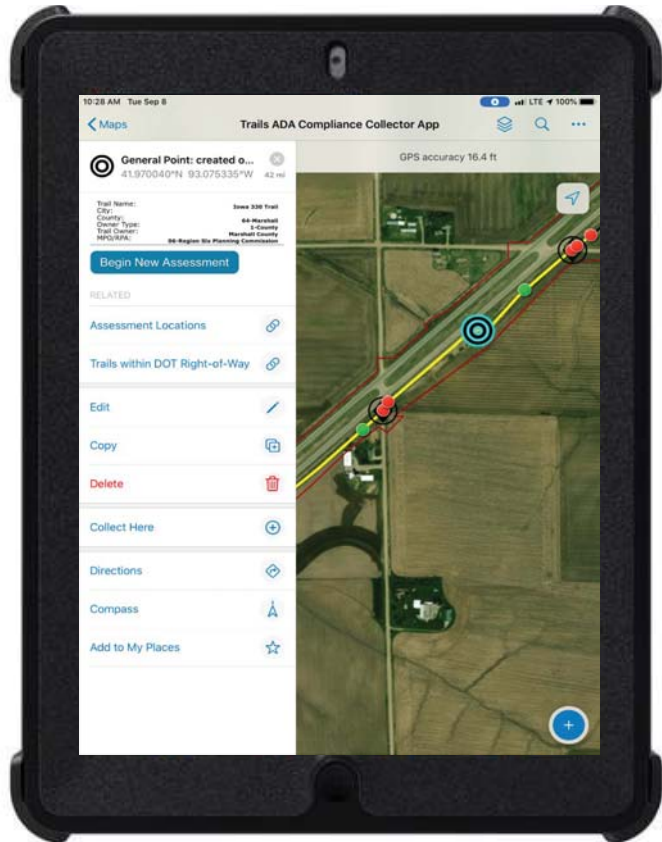 10:28 AM Tue Sep 8 LTE 100%
Maps Trails ADA Compliance Collector App
General Point: created o...
41.970040°N 93.075335°W 42 mi
GPS accuracy 16.4 ft
Trail Name: Iowa 330 Trail
City:
County: 64-Marshall
Owner Type: 1-County
Trail Owner: Marshall County
MPO/RPA: 06-Region Six Planning Commission
Begin New Assessment
RELATED
Assessment Locations
Trails within DOT Right-of-Way
Edit
Copy
Delete
Collect Here
Directions
Compass
Add to My Places